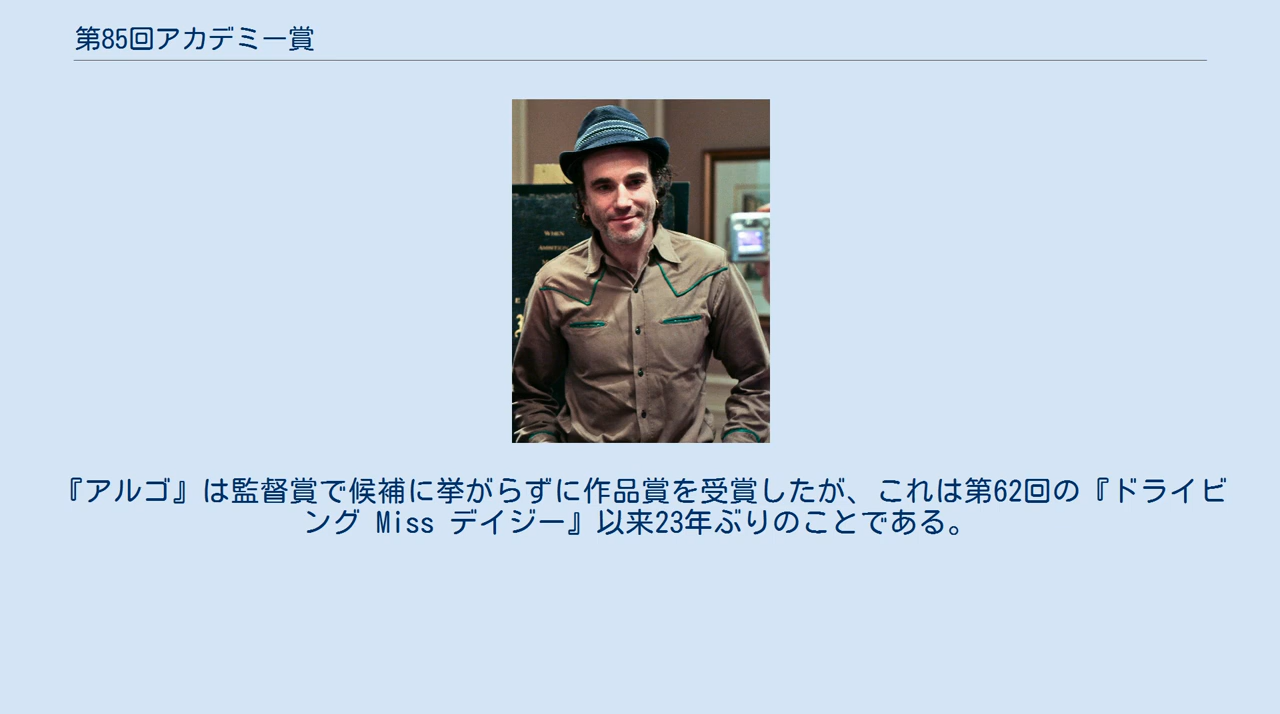 第85回アカデミー賞
『アルゴ』は監督賞で候補に挙がらずに作品賞を受賞したが、これは第62回の『ドライビ
ング Miss デイジー』以来23年ぶりのことである。